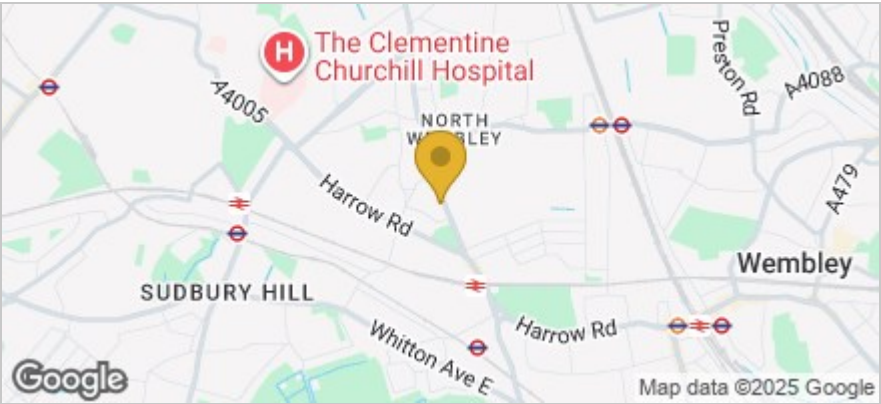 The Clementine
Churchill Hospital
H
A4005
Preston Rd
A4088
NORTH
Harrow Rd
A479
Wembley
SUDBURY HILL
Harrow Rd
Whitton Ave E
Google
Map data ©2025 Google